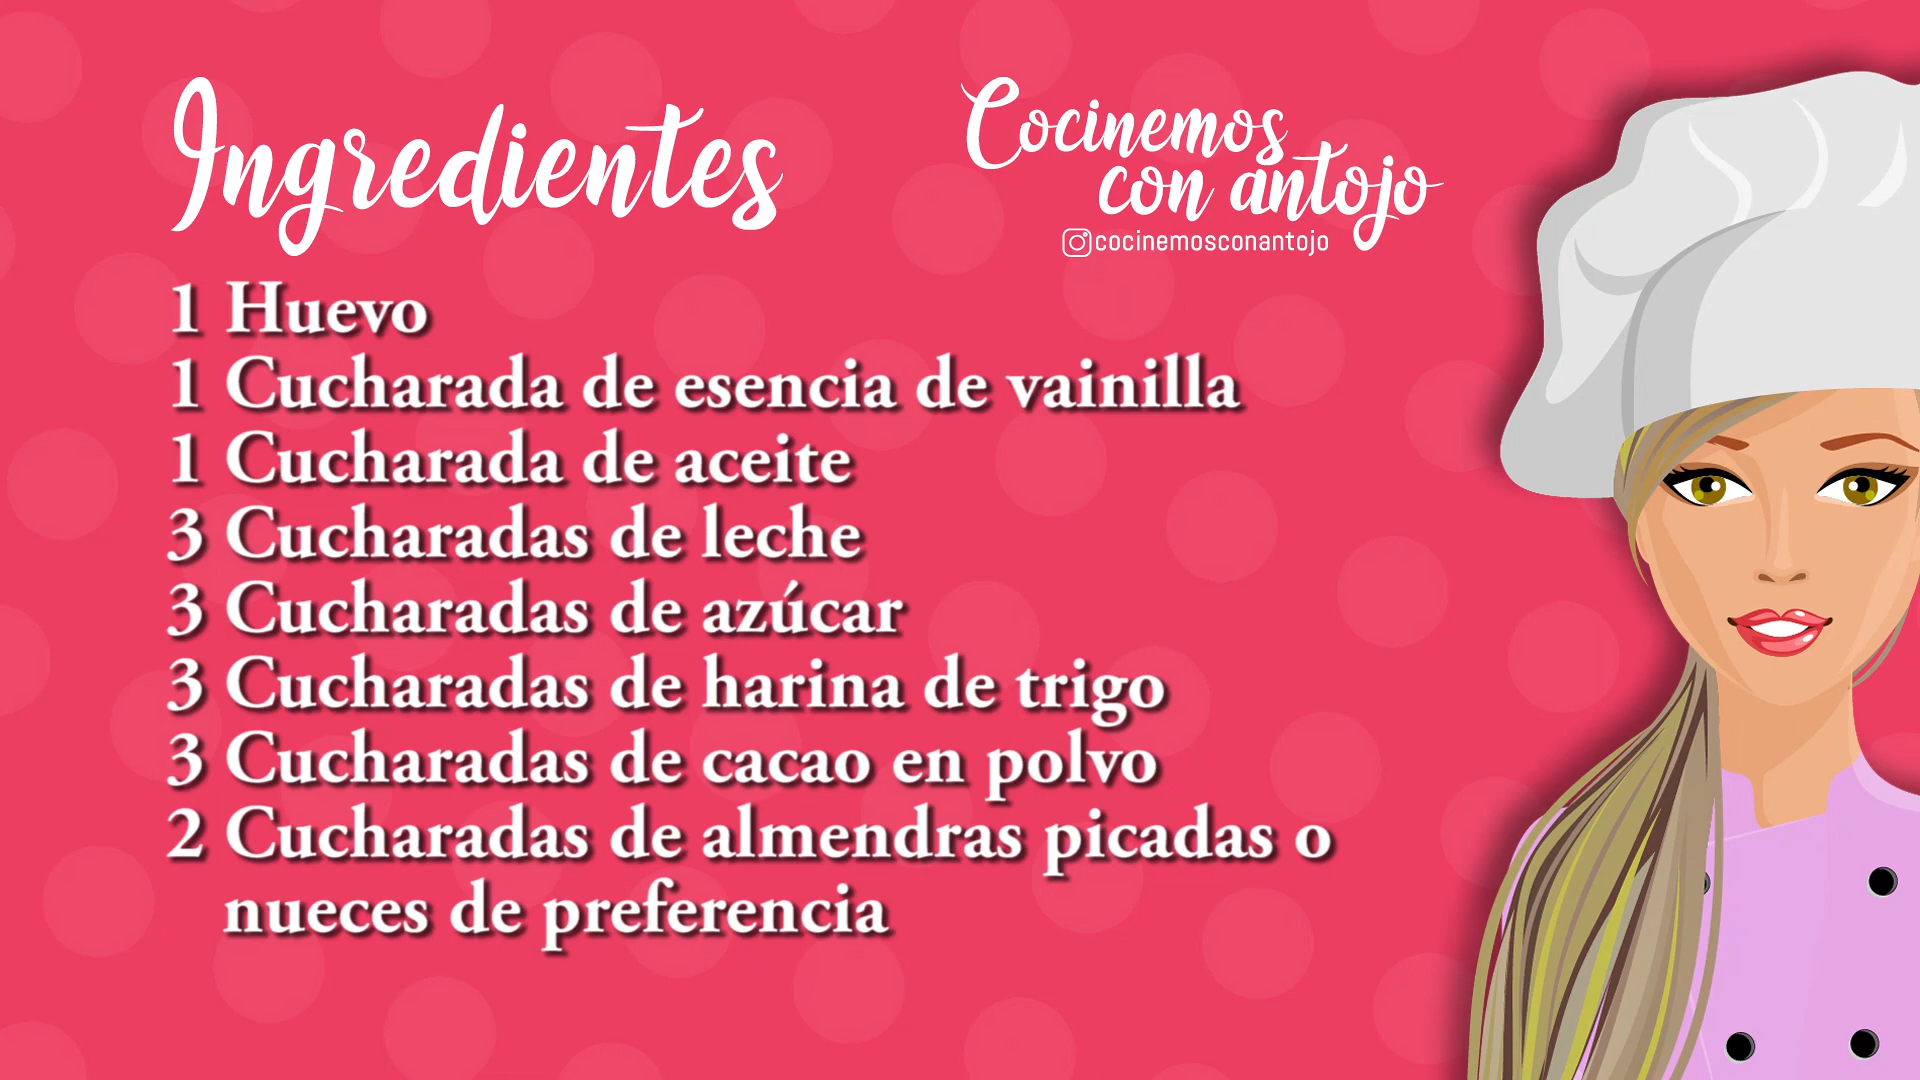 Ingredientes
Cocinemos
con antojo
cocinemosconantojo
1 Huevo
1 Cucharada de esencia de vainilla
1 Cucharada de aceite
3 Cucharadas de leche
3 Cucharadas de azúcar
3 Cucharadas de harina de trigo
3 Cucharadas de cacao en polvo
2 Cucharadas de almendras picadas o
nueces de preferencia